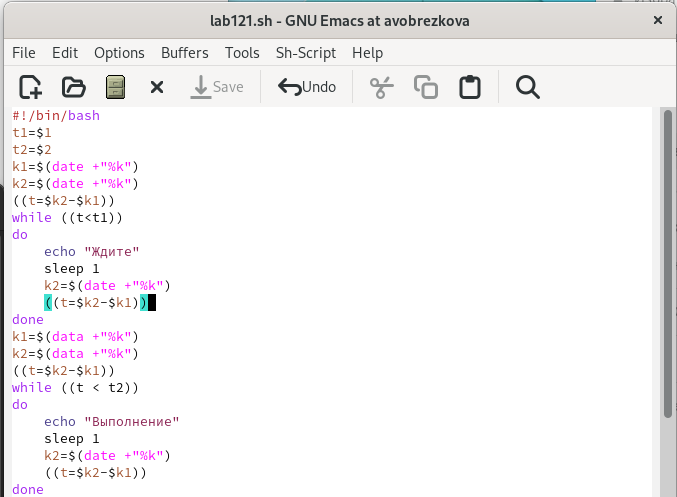 lab121.sh - GNU Emacs at avobrezkova
File Edit Options Buffers Tools Sh-Script Help
Save Undo
#!/bin/bash
t1=$1
t2=$2
k1=$(date +"%k")
k2=$(date +"%k")
((t=$k2-$k1))
while ((t<t1))
do
    echo "Ждите"
    sleep 1
    k2=$(date +"%k")
    ((t=$k2-$k1))
done
k1=$(data +"%k")
k2=$(data +"%k")
((t=$k2-$k1))
while ((t < t2))
do
    echo "Выполнение"
    sleep 1
    k2=$(date +"%k")
    ((t=$k2-$k1))
done